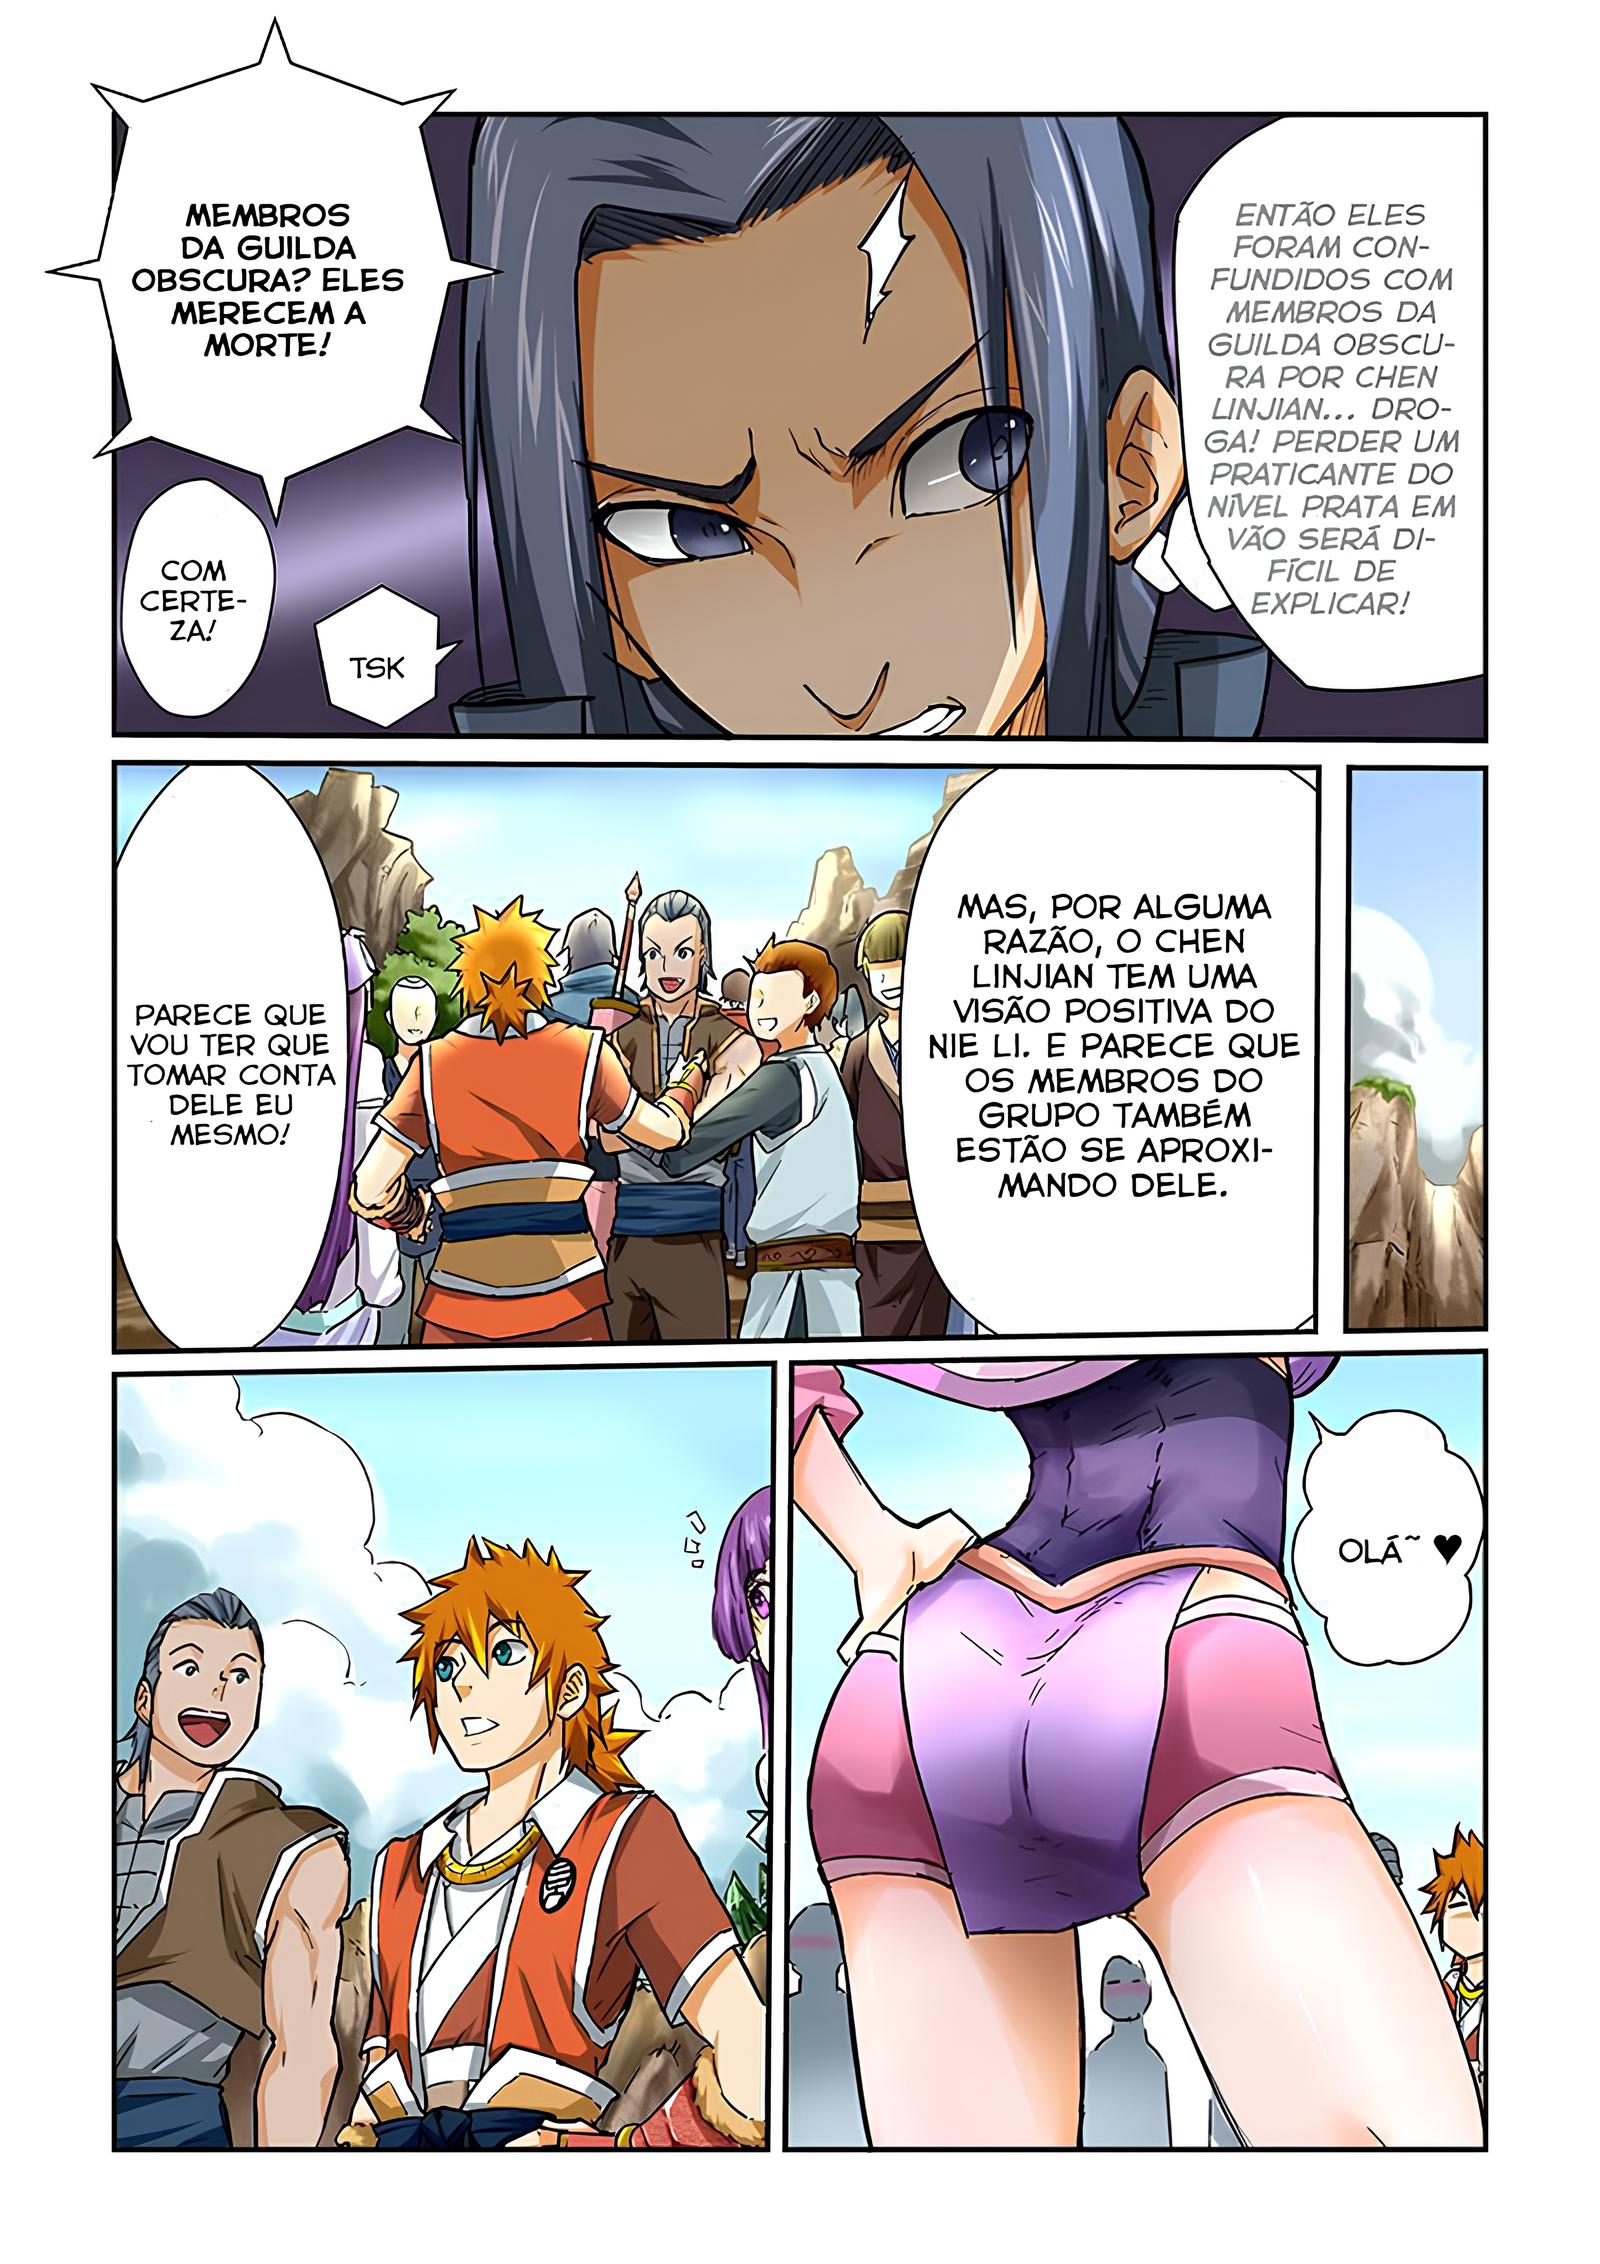 MEMBROS
DA GUILDA
OBSCURA? ELES
MERECEM A
MORTE!
COM
CERTE-
ZA!
TSK
ENTÃO ELES
FORAM CON-
FUNDIDOS COM
MEMBROS DA
GUILDA OBSCU-
RA POR CHEN
LINJIAN... DRO-
GA! PERDER UM
PRATICANTE DO
NÍVEL PRATA EM
VÃO SERÁ DI-
FÍCIL DE
EXPLICAR!
PARECE QUE
VOU TER QUE
TOMAR CONTA
DELE EU
MESMO!
MAS, POR ALGUMA
RAZÃO, O CHEN
LINJIAN TEM UMA
VISÃO POSITIVA DO
NIE LI. E PARECE QUE
OS MEMBROS DO
GRUPO TAMBÉM
ESTÃO SE APROXI-
MANDO DELE.
OLÁ~ ♥